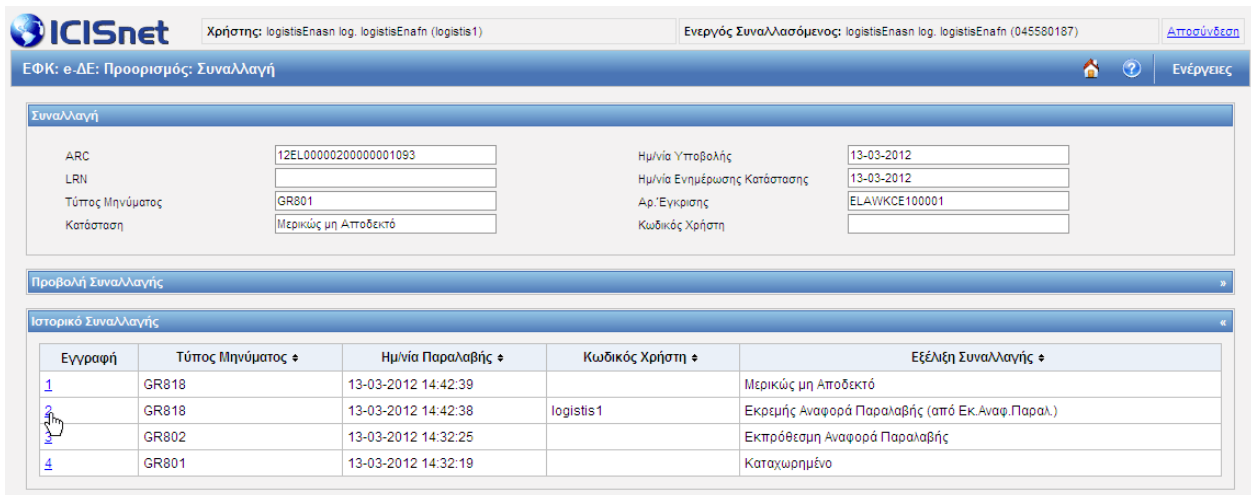 ICISnet Χρήστης: logistisEnasn log. logistisEnafn (logistis1) Ενεργός Συναλλασόμενος: logistisEnasn log. logistisEnafn (045580187) Αποσύνδεση
ΕΦΚ: e-ΔΕ: Προορισμός: Συναλλαγή Ενέργειες
Συναλλαγή
ARC 12EL00000200000001093 Ημ/νία Υποβολής 13-03-2012
LRN Ημ/νία Ενημέρωσης Κατάστασης 13-03-2012
Τύπος Μηνύματος GR801 Αρ.Έγκρισης ELAWKCE100001
Κατάσταση Μερικώς μη Αποδεκτό Κωδικός Χρήστη
Προβολή Συναλλαγής »
Ιστορικό Συναλλαγής «
Εγγραφή Τύπος Μηνύματος Ημ/νία Παραλαβής Κωδικός Χρήστη Εξέλιξη Συναλλαγής
1 GR818 13-03-2012 14:42:39 Μερικώς μη Αποδεκτό
2 GR818 13-03-2012 14:42:38 logistis1 Εκρεμής Αναφορά Παραλαβής (από Εκ.Αναφ.Παραλ.)
3 GR802 13-03-2012 14:32:25 Εκπρόθεσμη Αναφορά Παραλαβής
4 GR801 13-03-2012 14:32:19 Καταχωρημένο